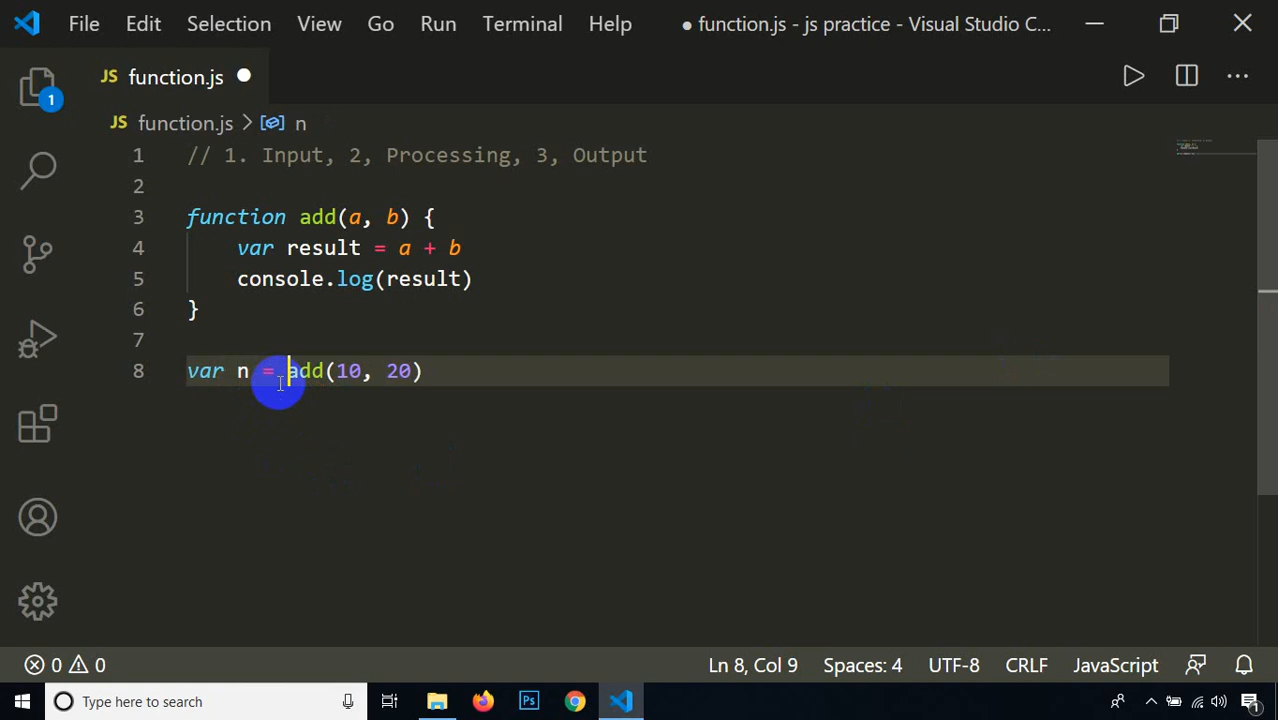 File Edit Selection View Go Run Terminal Help ● function.js - js practice - Visual Studio C...
JS function.js
JS function.js > n
1 // 1. Input, 2, Processing, 3, Output
2
3 function add(a, b) {
4 var result = a + b
5 console.log(result)
6 }
7
8 var n = add(10, 20)
1
0 0 Ln 8, Col 9 Spaces: 4 UTF-8 CRLF JavaScript
Type here to search Ps 1